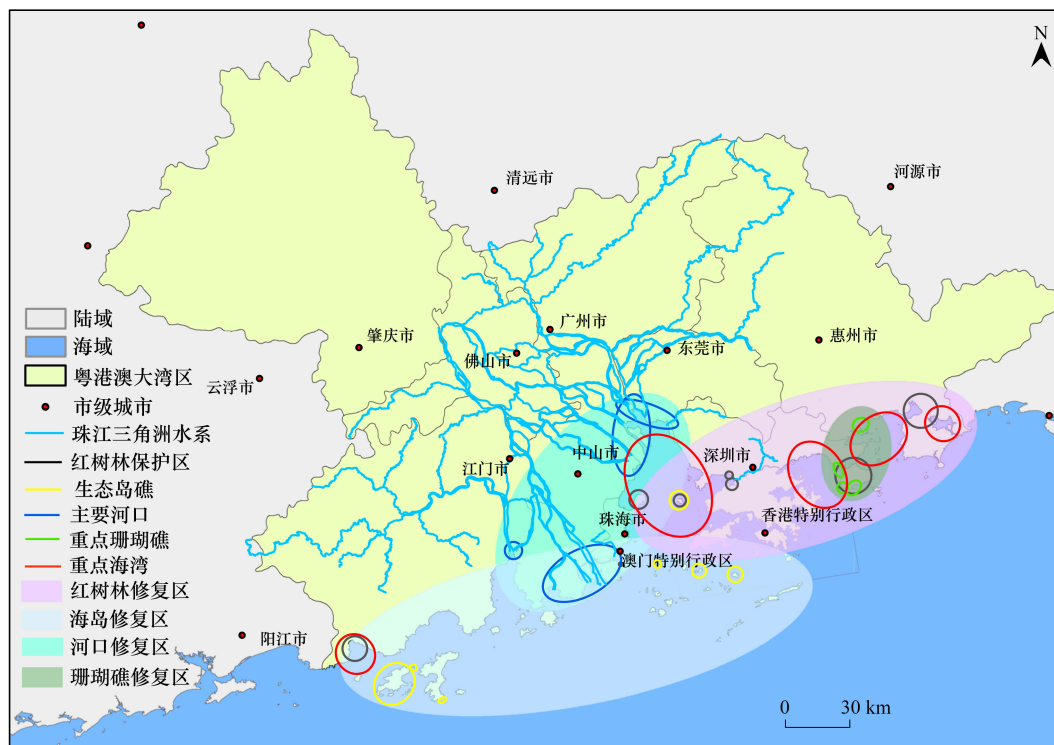 N
清远市
河源市
广州市
肇庆市
佛山市
东莞市
惠州市
云浮市
江门市
中山市
深圳市
珠海市
香港特别行政区
澳门特别行政区
阳江市
陆域
海域
粤港澳大湾区
市级城市
珠江三角洲水系
红树林保护区
生态岛礁
主要河口
重点珊瑚礁
重点海湾
红树林修复区
海岛修复区
河口修复区
珊瑚礁修复区
0 30 km